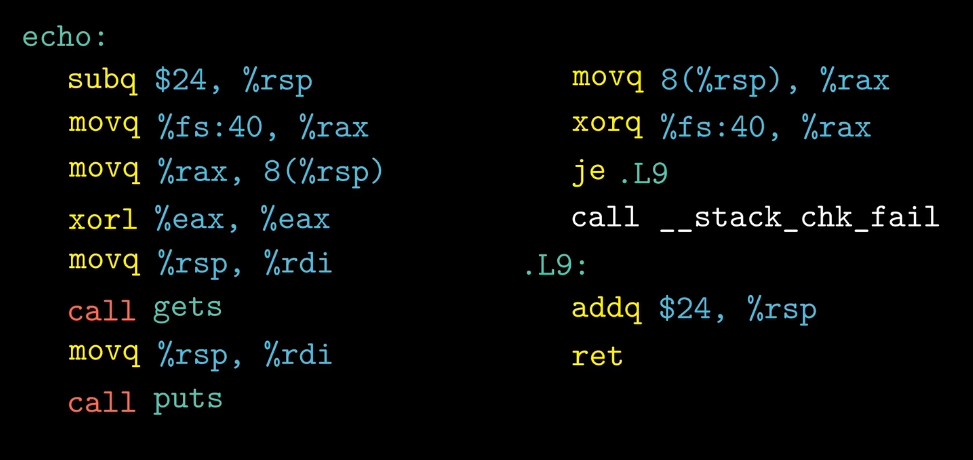 echo:
subq $24, %rsp
movq %fs:40, %rax
movq %rax, 8(%rsp)
xorl %eax, %eax
movq %rsp, %rdi
call gets
movq %rsp, %rdi
call puts
movq 8(%rsp), %rax
xorq %fs:40, %rax
je .L9
call __stack_chk_fail
.L9:
addq $24, %rsp
ret